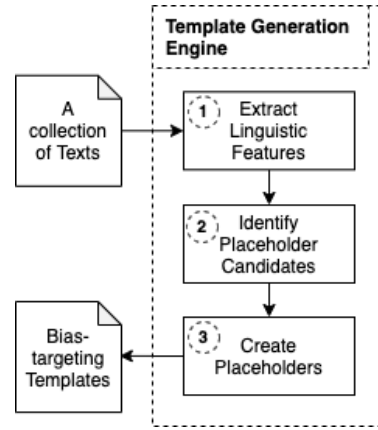 Template Generation
Engine
A
collection
of Texts
1
Extract
Linguistic
Features
2
Identify
Placeholder
Candidates
3
Create
Placeholders
Bias-
targeting
Templates